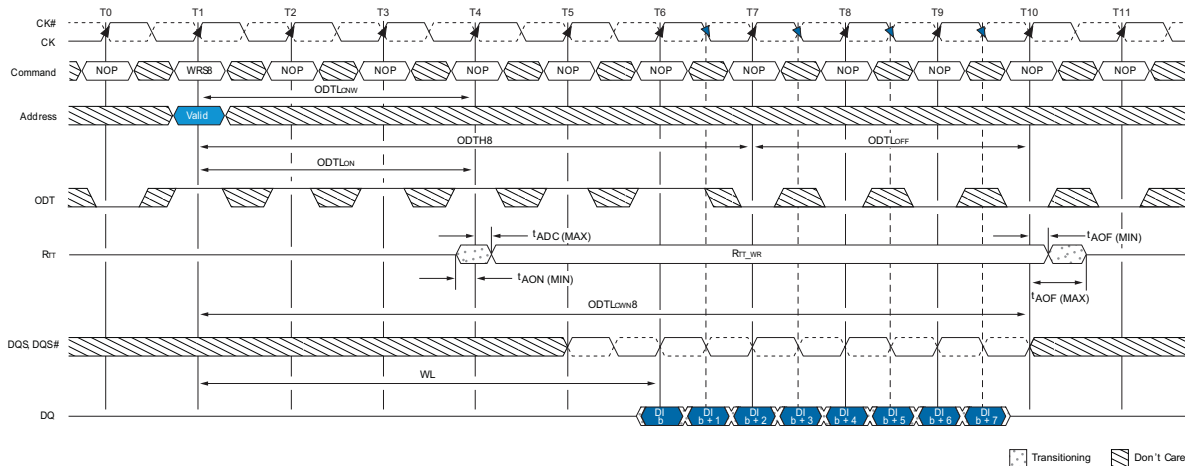 T0 T1 T2 T3 T4 T5 T6 T7 T8 T9 T10 T11
CK#
CK
Command NOP WRS8 NOP NOP NOP NOP NOP NOP NOP NOP NOP NOP
ODTLCNW
Address Valid
ODTH8 ODTLOFF
ODTLON
ODT
tADC (MAX) tAOF (MIN)
RTT RTT_WR
tAON (MIN) tAOF (MAX)
ODTLCWN8
DQS, DQS#
WL
DQ DI b DI b + 1 DI b + 2 DI b + 3 DI b + 4 DI b + 5 DI b + 6 DI b + 7
Transitioning Don't Care